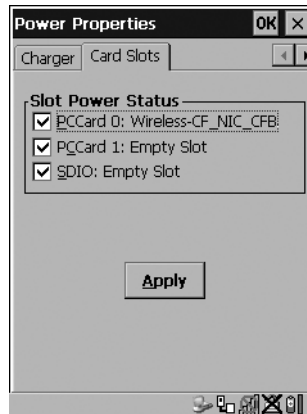 Power Properties OK ×
Charger Card Slots
Slot Power Status
PCCard 0: Wireless-CF_NIC_CFB
PCCard 1: Empty Slot
SDIO: Empty Slot
Apply